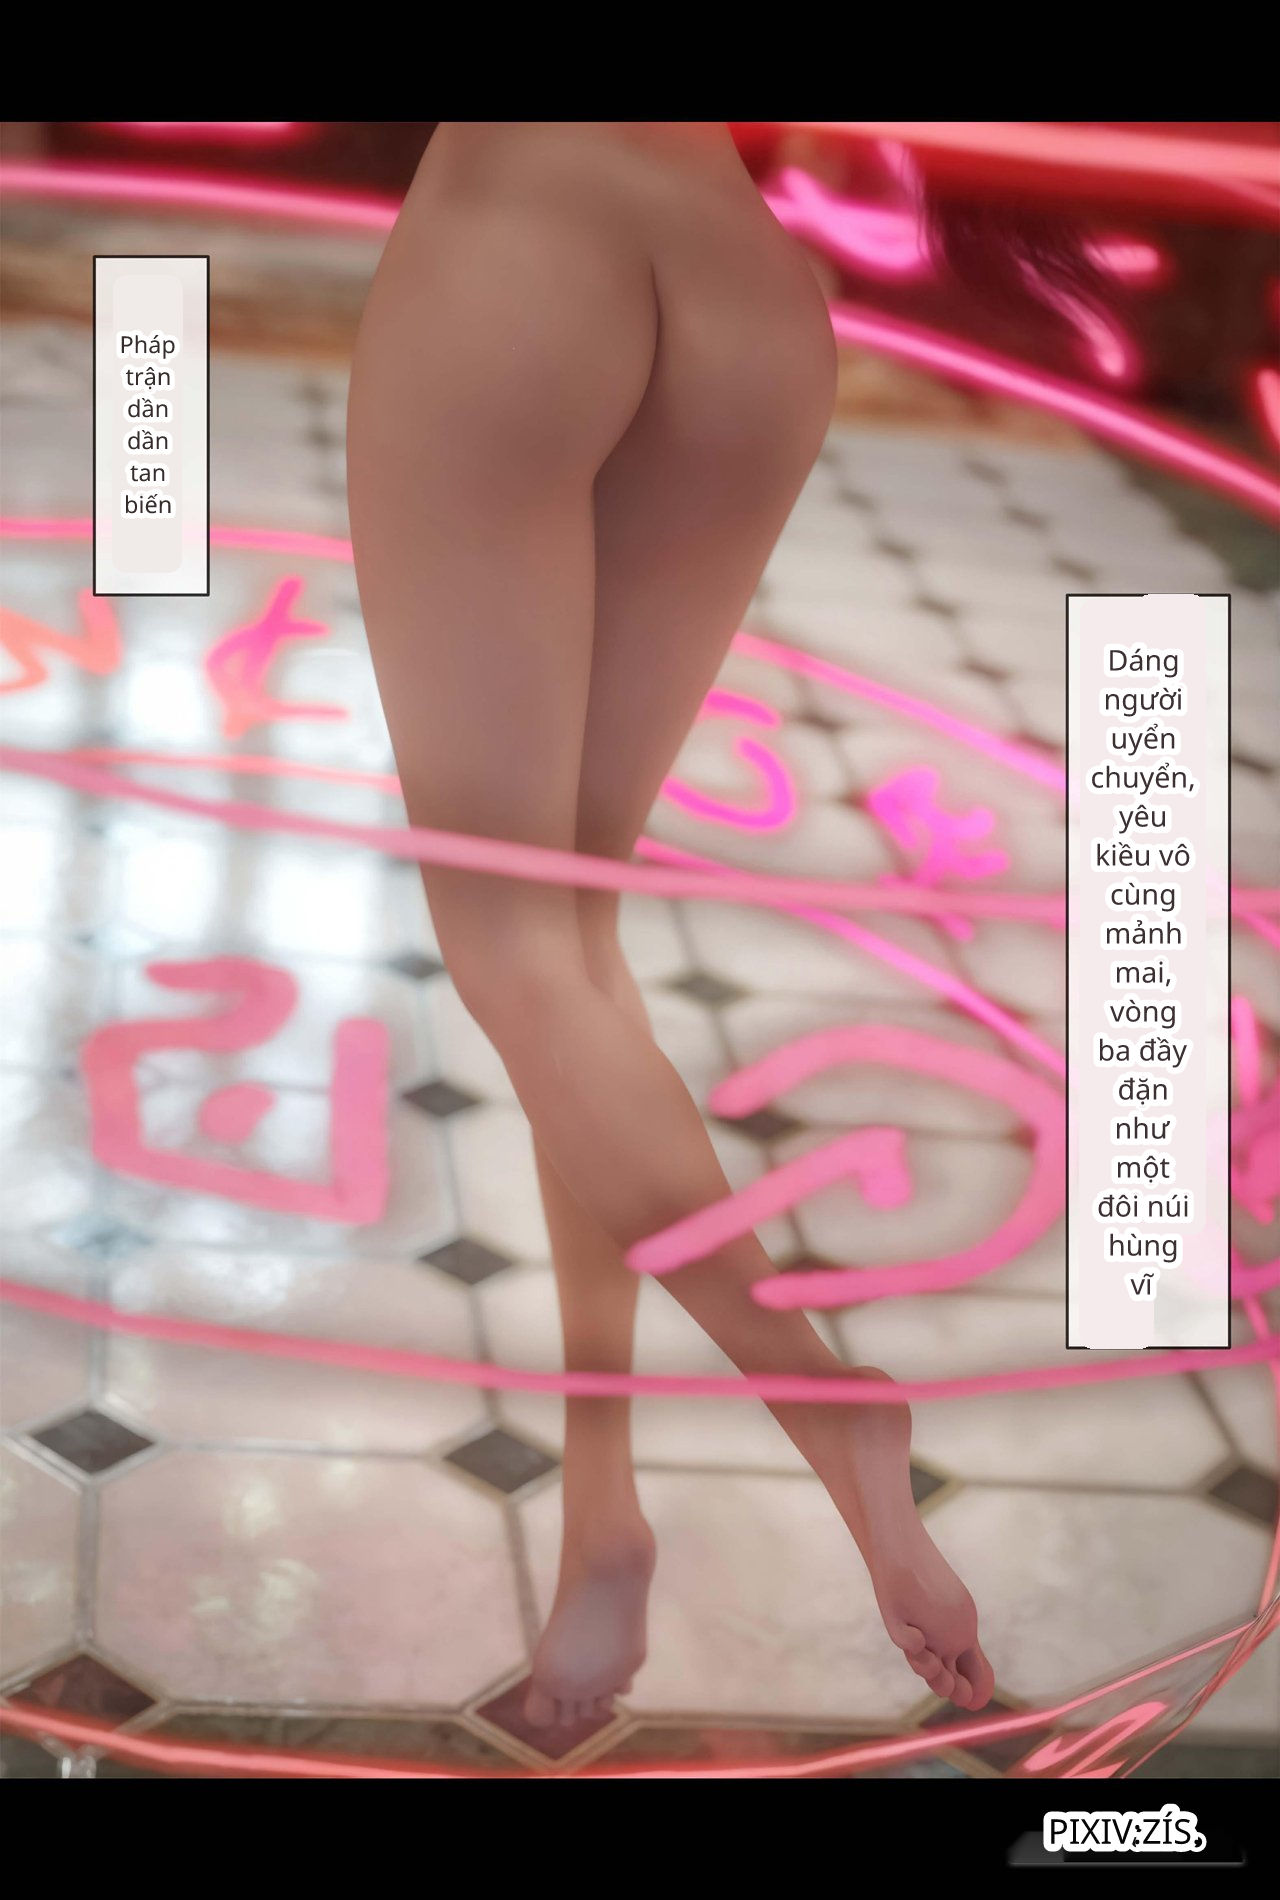 Pháp
trận
dần
dần
tan
biến
Dáng
người
uyển
chuyển,
yêu
kiều vô
cùng
mảnh
mai,
vòng
ba đầy
đặn
như
một
đôi núi
hùng
vĩ
PIXIV:ZÍS,